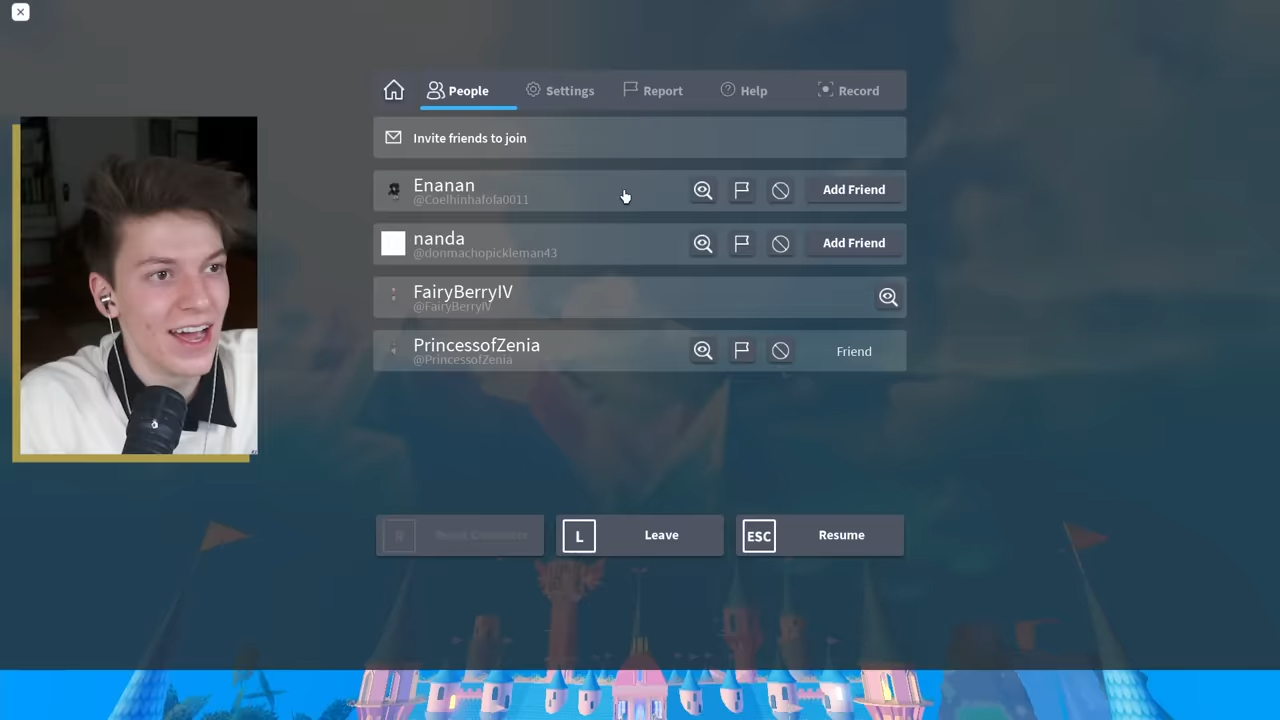 People
Settings
Report
Help
Record
Invite friends to join
Enanan
@Coelhinhafofa0011
Add Friend
nanda
@donmachopickleman43
Add Friend
FairyBerryIV
@FairyBerryIV
PrincessofZenia
@PrincessofZenia
Friend
L
Leave
ESC
Resume